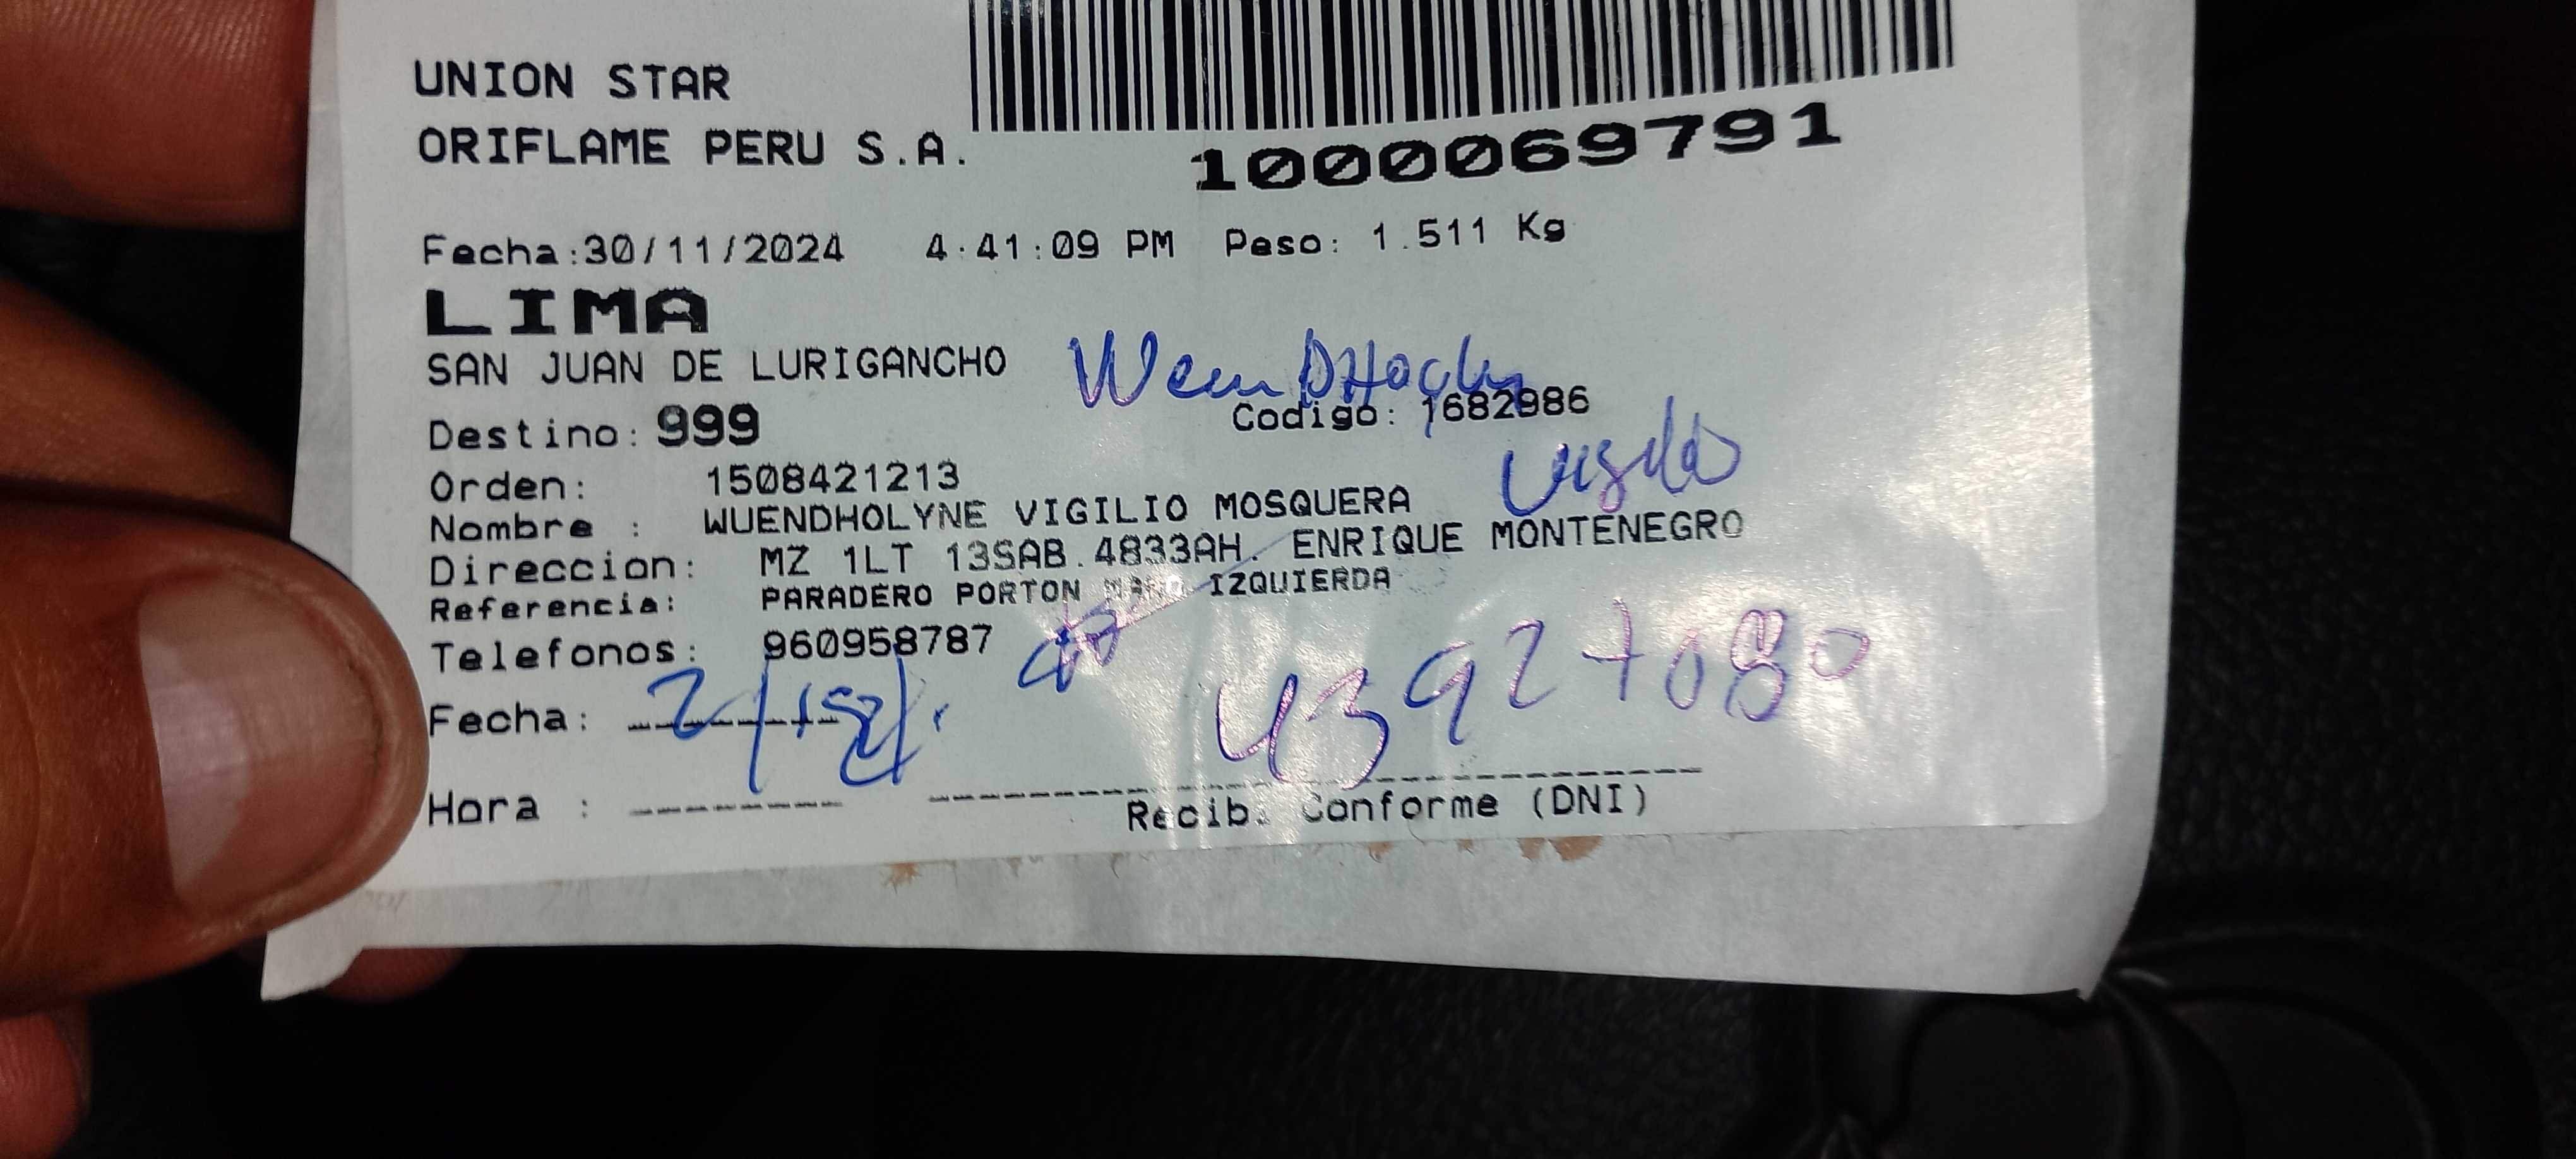 UNION STAR
ORIFLAME PERU S.A.
1000069791
Fecha:30/11/2024 4:41:09 PM Peso: 1.511 Kg
LIMA
SAN JUAN DE LURIGANCHO
Destino: 999 Codigo: 1682986
Orden: 1508421213
Nombre : WUENDHOLYNE VIGILIO MOSQUERA
Direccion: MZ 1LT 13SAB.4833AH. ENRIQUE MONTENEGRO
Referencia: PARADERO PORTON MANO IZQUIERDA
Telefonos: 960958787
Fecha:
Hora :
Recib. Conforme (DNI)